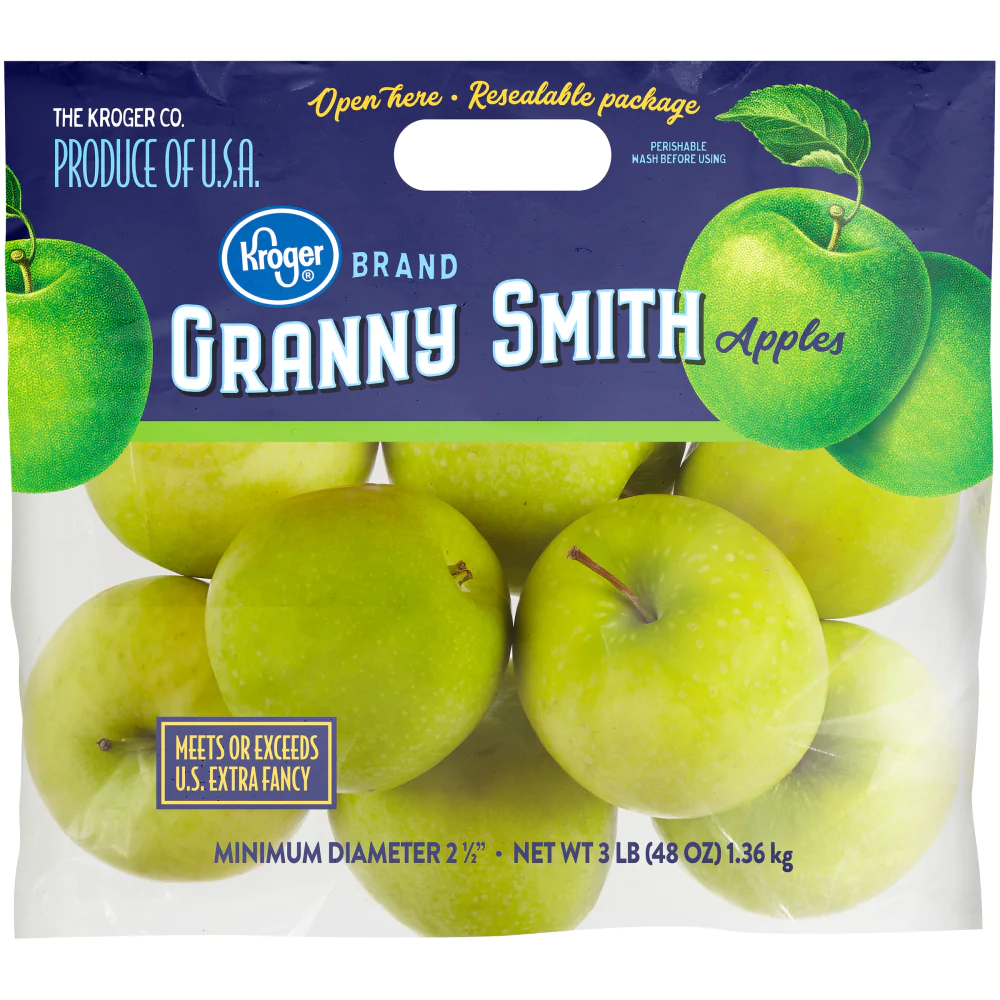 Open here • Resealable package
THE KROGER CO.
PRODUCE OF U.S.A.
PERISHABLE
WASH BEFORE USING
Kroger®
BRAND
GRANNY SMITH Apples
MEETS OR EXCEEDS
U.S. EXTRA FANCY
MINIMUM DIAMETER 2 ½” • NET WT 3 LB (48 OZ) 1.36 kg